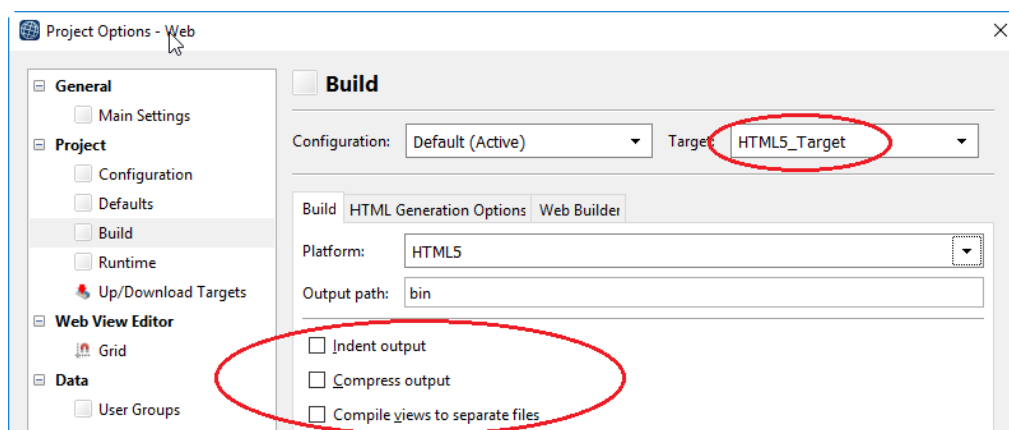 Project Options - Web
General
Main Settings
Project
Configuration
Defaults
Build
Runtime
Up/Download Targets
Web View Editor
Grid
Data
User Groups
Build
Configuration: Default (Active) Target: HTML5_Target
Build HTML Generation Options Web Builder
Platform: HTML5
Output path: bin
Indent output
Compress output
Compile views to separate files